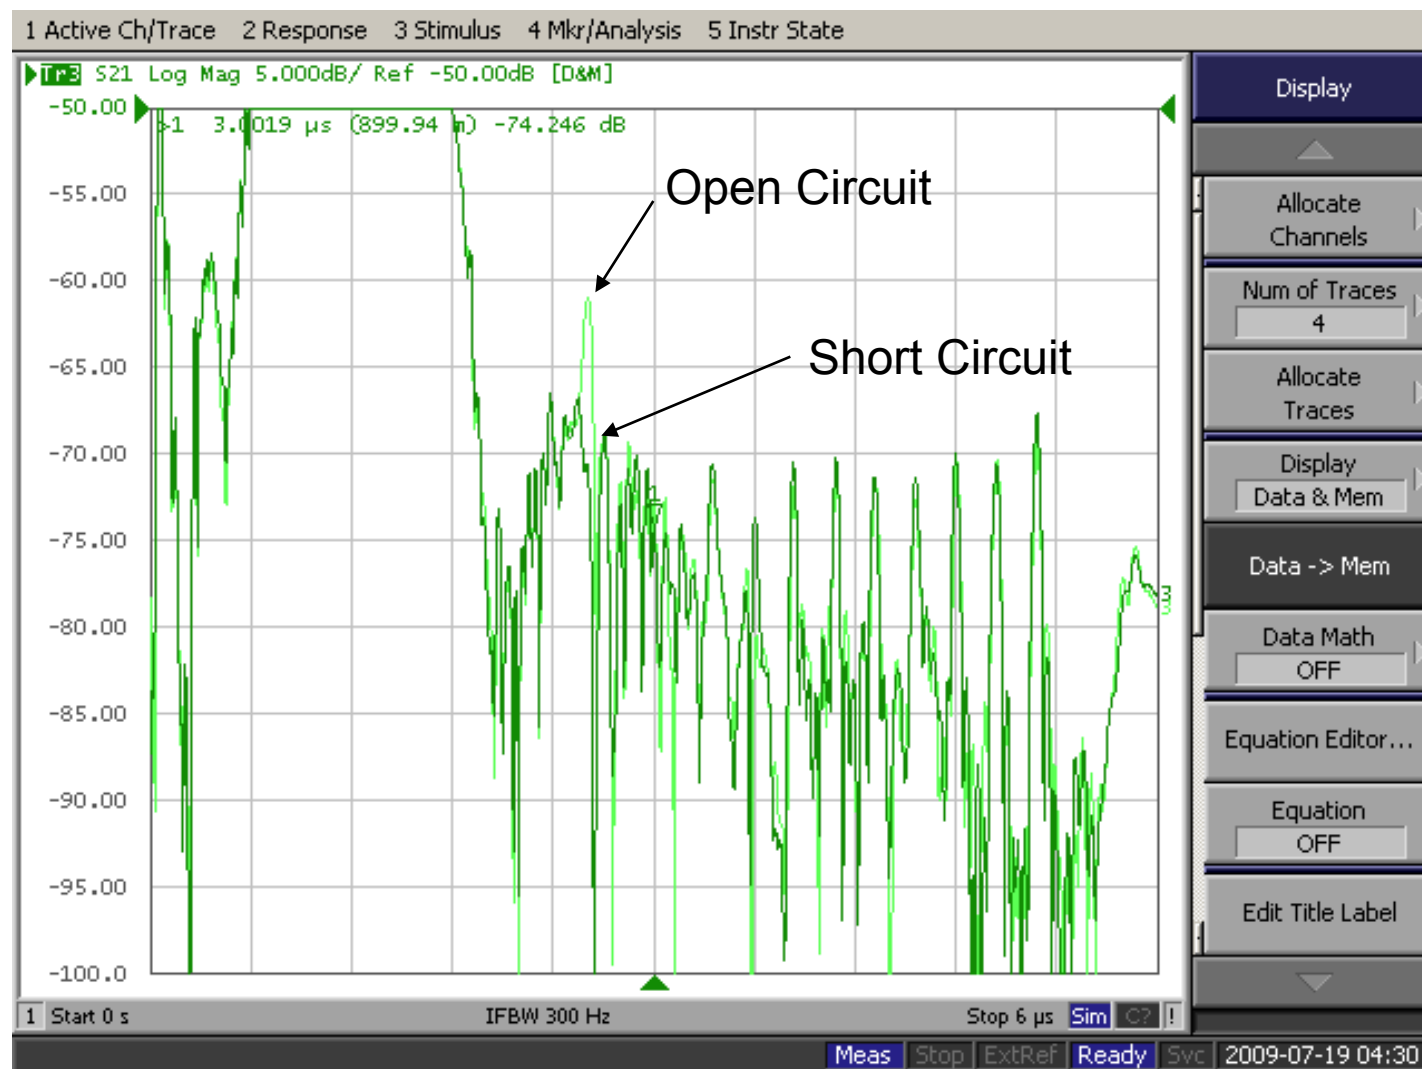 1 Active Ch/Trace 2 Response 3 Stimulus 4 Mkr/Analysis 5 Instr State
Tr3 S21 Log Mag 5.000dB/ Ref -50.00dB [D&M]
>1 3.0019 µs (899.94 m) -74.246 dB
-50.00
-55.00
-60.00
-65.00
-70.00
-75.00
-80.00
-85.00
-90.00
-95.00
-100.0
Open Circuit
Short Circuit
1
3
3
1 Start 0 s IFBW 300 Hz Stop 6 µs Sim C? !
Meas Stop ExtRef Ready Svc 2009-07-19 04:30
Display
Allocate
Channels
Num of Traces
4
Allocate
Traces
Display
Data & Mem
Data -> Mem
Data Math
OFF
Equation Editor...
Equation
OFF
Edit Title Label